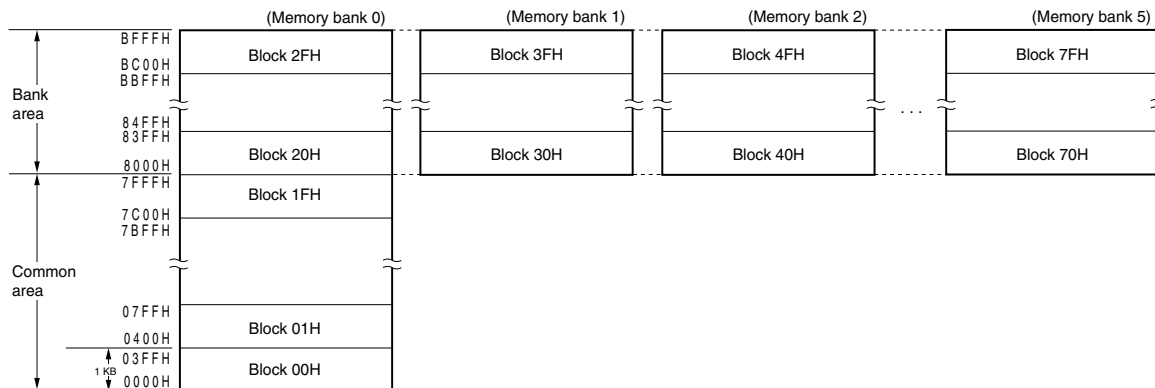 (Memory bank 0) (Memory bank 1) (Memory bank 2) (Memory bank 5)
BFFFH
Block 2FH Block 3FH Block 4FH Block 7FH
BC00H
BBFFH
Bank
area
. . .
84FFH
83FFH
Block 20H Block 30H Block 40H Block 70H
8000H
7FFFH
Block 1FH
7C00H
7BFFH
Common
area
07FFH
Block 01H
0400H
03FFH
1 KB
Block 00H
0000H